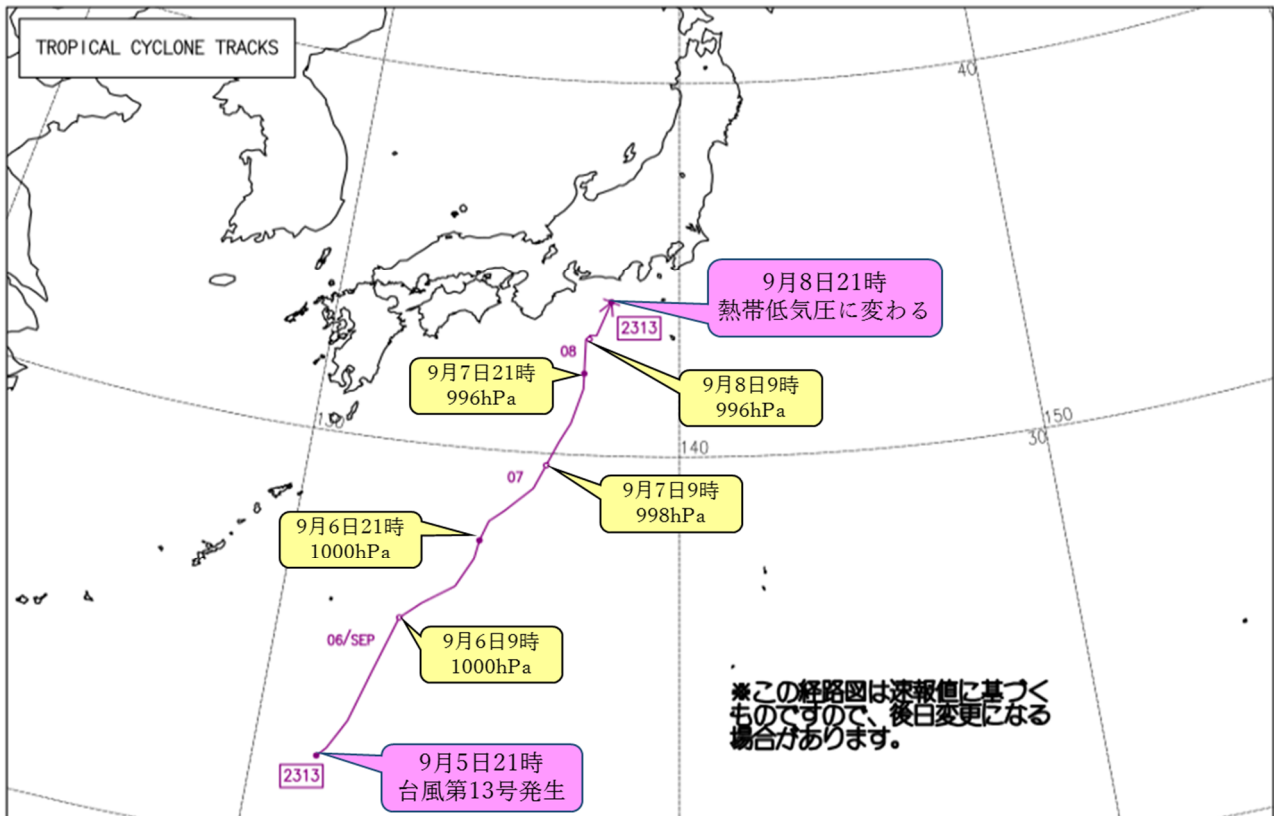 TROPICAL CYCLONE TRACKS
40
9月8日21時
熱帯低気圧に変わる
2313
08
9月7日21時
996hPa
9月8日9時
996hPa
130
150
30
140
07
9月7日9時
998hPa
9月6日21時
1000hPa
06/SEP
9月6日9時
1000hPa
※この経路図は速報値に基づく
ものですので、後日変更になる
場合があります。
9月5日21時
台風第13号発生
2313